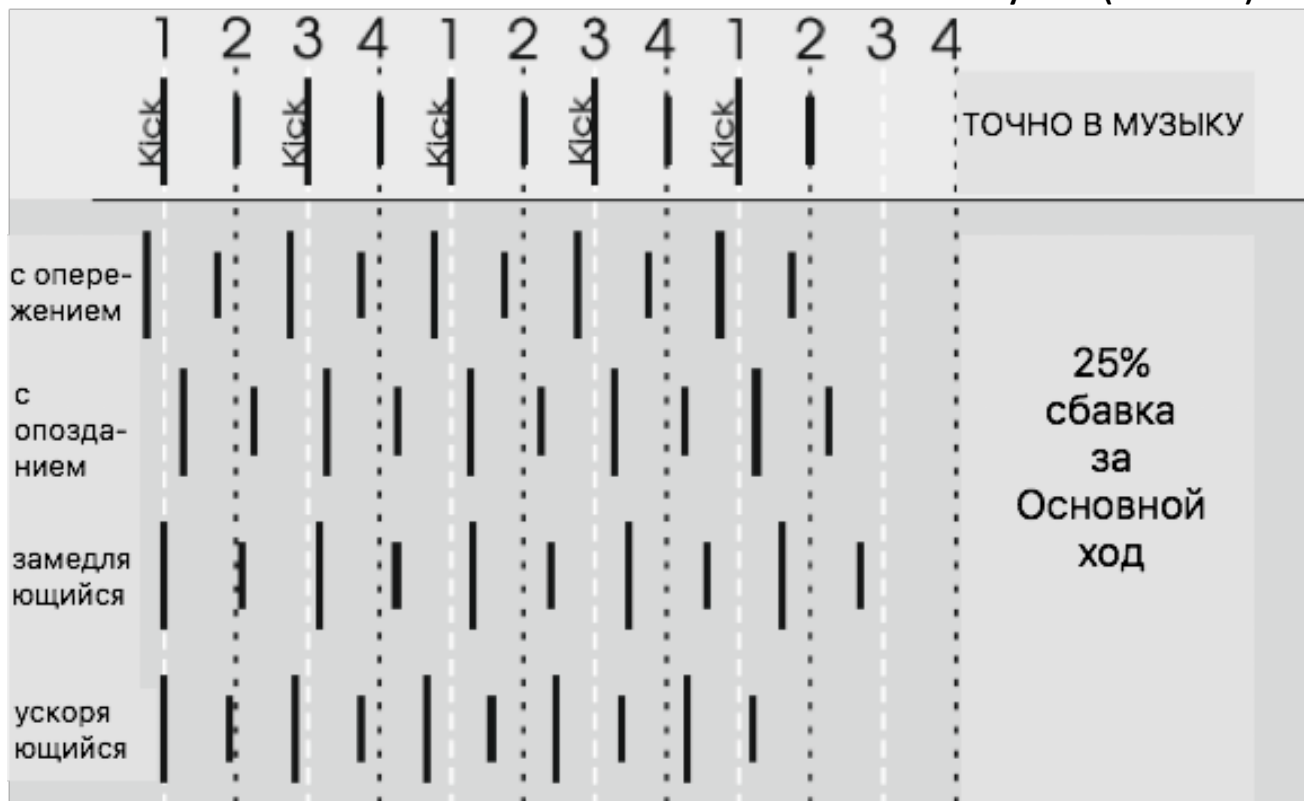 1 2 3 4 1 2 3 4 1 2 3 4
Kick Kick Kick Kick Kick
ТОЧНО В МУЗЫКУ
с опере-
жением
с
опозда-
нием
замедля
ющийся
ускоря
ющийся
25%
сбавка
за
Основной
ход